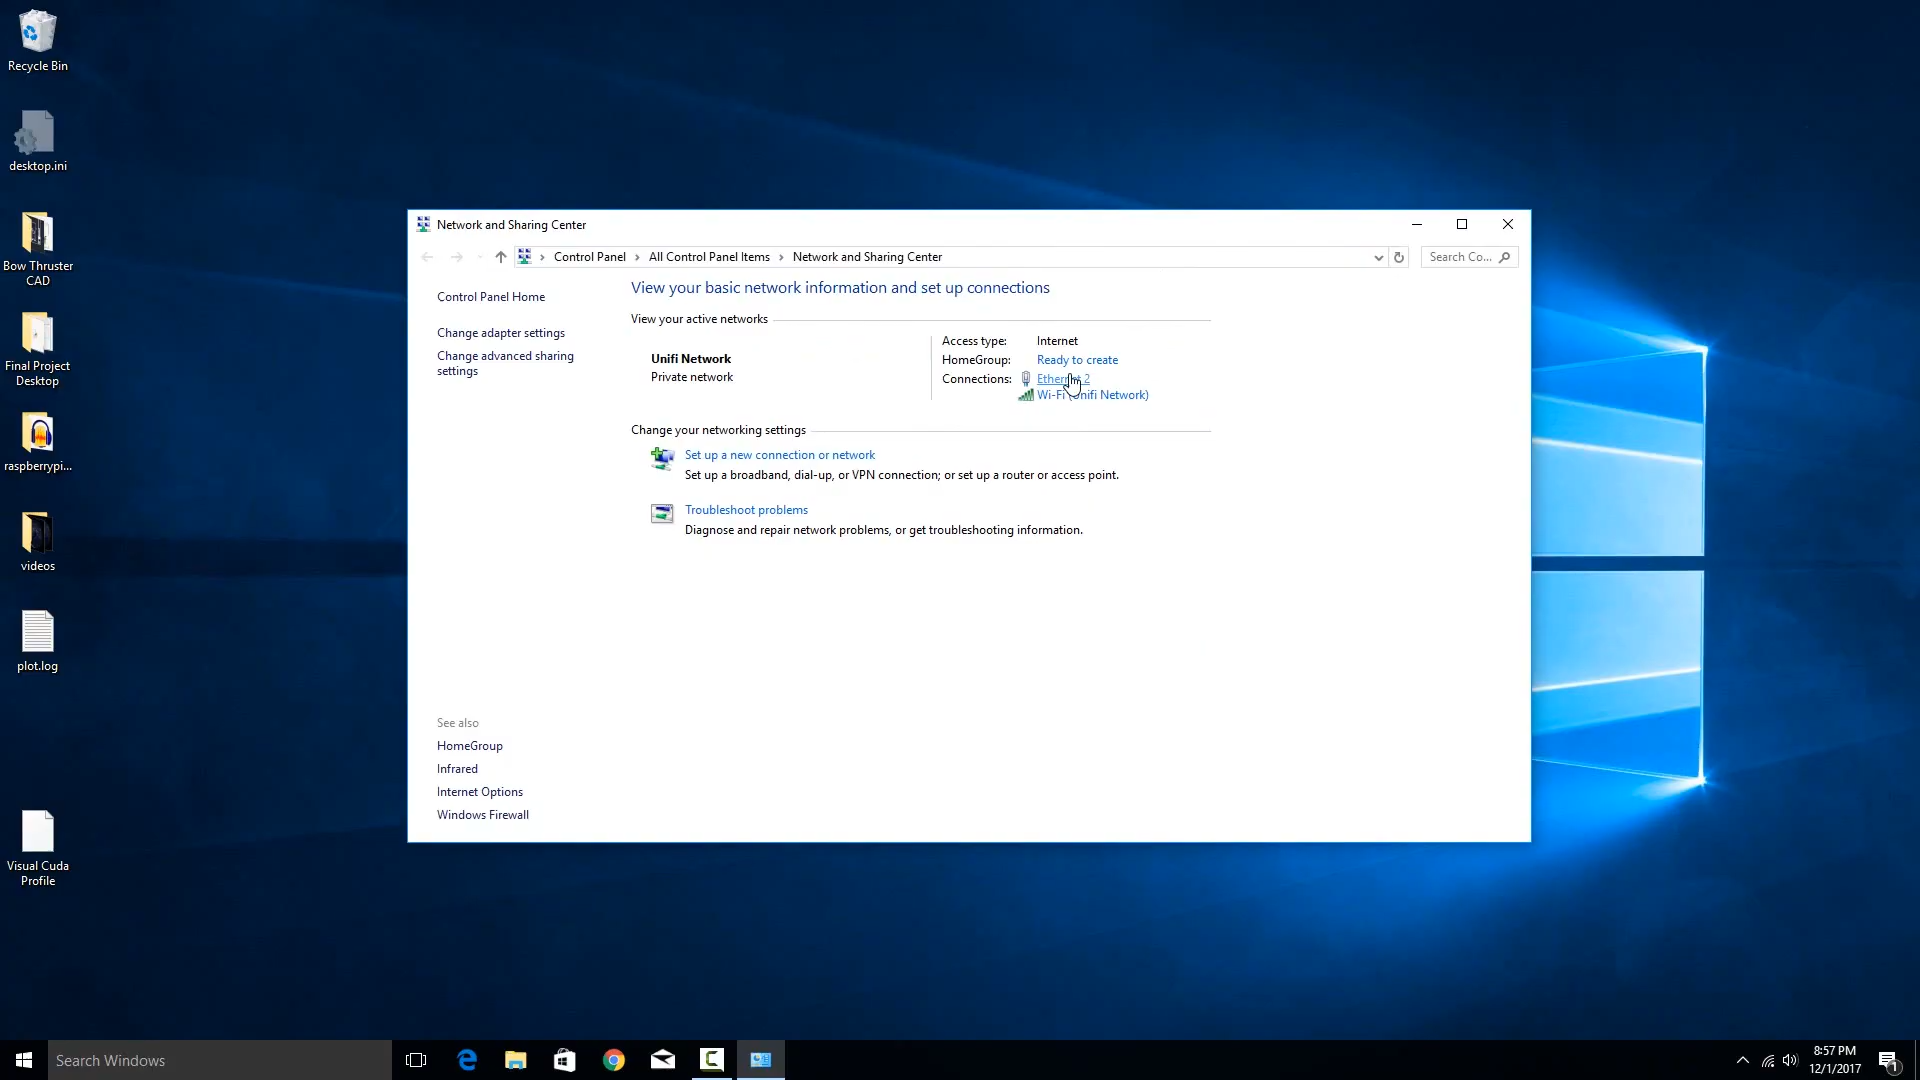 Recycle Bin
desktop.ini
Bow Thruster
CAD
Final Project
Desktop
raspberrypi...
videos
plot.log
Visual Cuda
Profile
Network and Sharing Center
Control Panel
All Control Panel Items
Network and Sharing Center
Search Co...
Control Panel Home
Change adapter settings
Change advanced sharing
settings
View your basic network information and set up connections
View your active networks
Unifi Network
Private network
Access type: Internet
HomeGroup: Ready to create
Connections: Ethernet 2
Wi-Fi (Unifi Network)
Change your networking settings
Set up a new connection or network
Set up a broadband, dial-up, or VPN connection; or set up a router or access point.
Troubleshoot problems
Diagnose and repair network problems, or get troubleshooting information.
See also
HomeGroup
Infrared
Internet Options
Windows Firewall
Search Windows
8:57 PM
12/1/2017
1